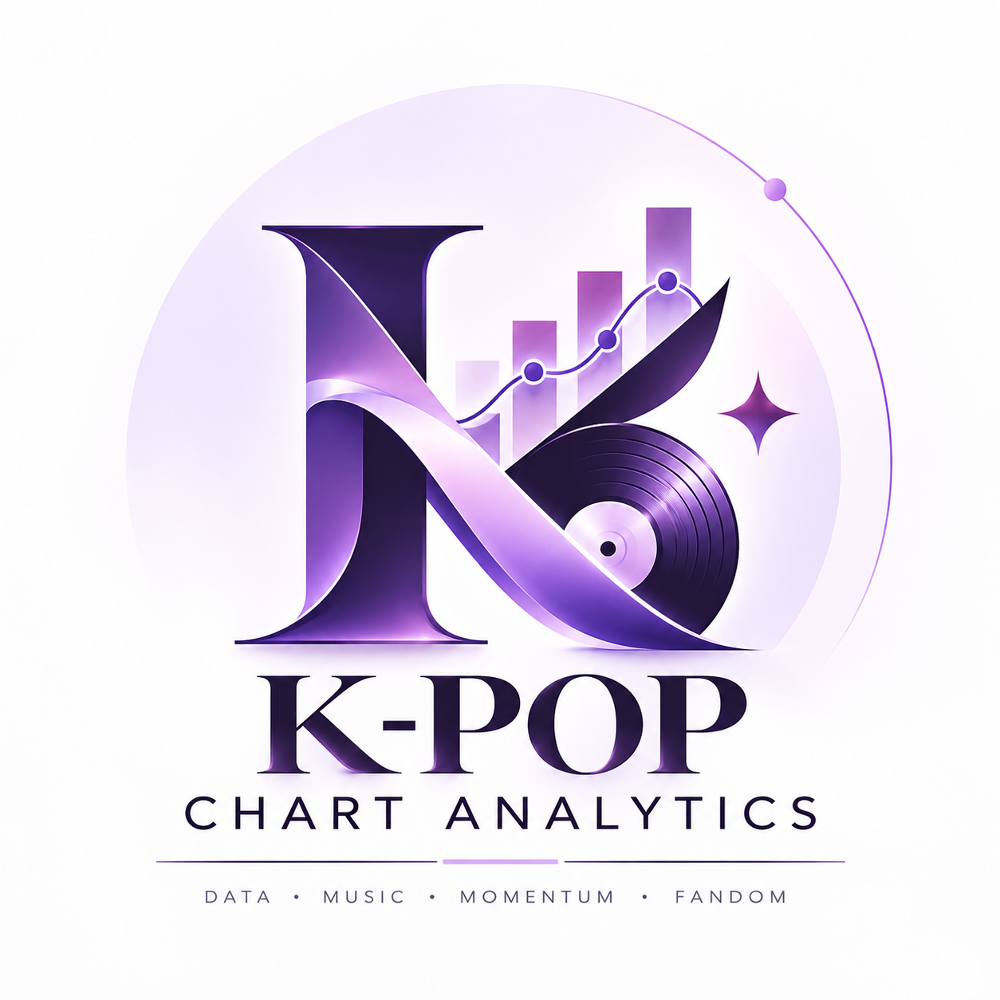 K
K-POP
CHART ANALYTICS
DATA • MUSIC • MOMENTUM • FANDOM